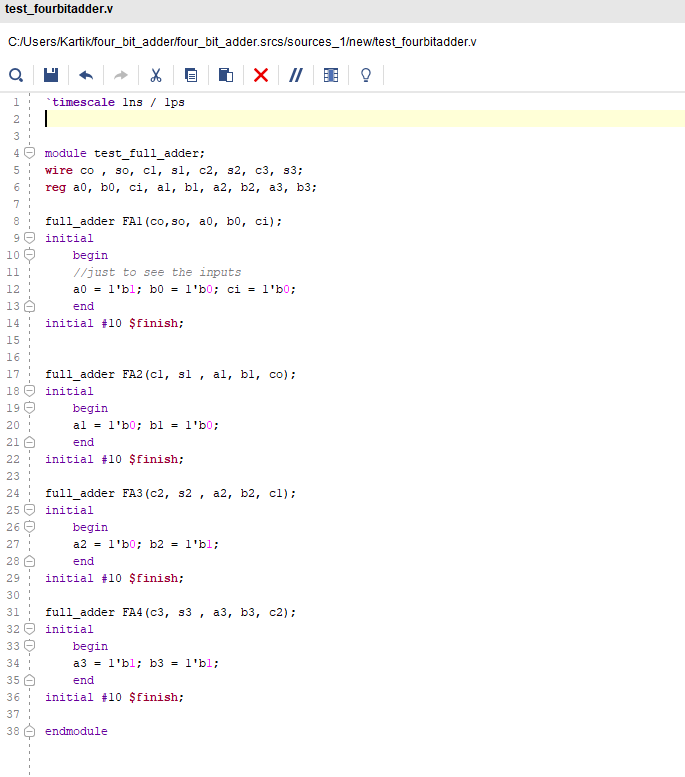 test_fourbitadder.v
C:/Users/Kartik/four_bit_adder/four_bit_adder.srcs/sources_1/new/test_fourbitadder.v
1 `timescale 1ns / 1ps
2
3
4 module test_full_adder;
5 wire co , so, c1, s1, c2, s2, c3, s3;
6 reg a0, b0, ci, a1, b1, a2, b2, a3, b3;
7
8 full_adder FA1(co,so, a0, b0, ci);
9 initial
10 begin
11 //just to see the inputs
12 a0 = 1'b1; b0 = 1'b0; ci = 1'b0;
13 end
14 initial #10 $finish;
15
16
17 full_adder FA2(c1, s1 , a1, b1, co);
18 initial
19 begin
20 a1 = 1'b0; b1 = 1'b0;
21 end
22 initial #10 $finish;
23
24 full_adder FA3(c2, s2 , a2, b2, c1);
25 initial
26 begin
27 a2 = 1'b0; b2 = 1'b1;
28 end
29 initial #10 $finish;
30
31 full_adder FA4(c3, s3 , a3, b3, c2);
32 initial
33 begin
34 a3 = 1'b1; b3 = 1'b1;
35 end
36 initial #10 $finish;
37
38 endmodule